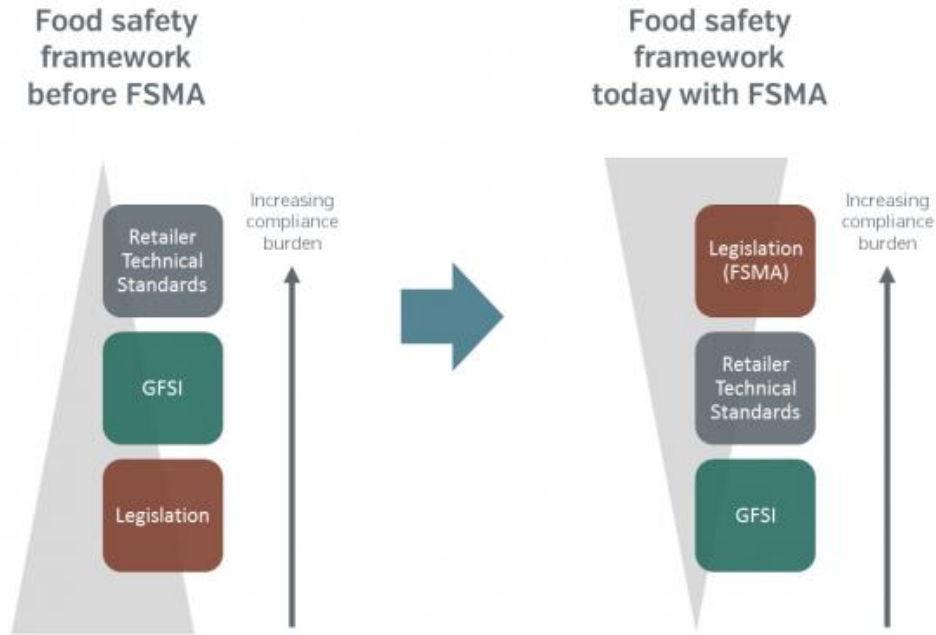 Food safety
framework
before FSMA
Food safety
framework
today with FSMA
Retailer
Technical
Standards
GFSI
Legislation
Increasing
compliance
burden
Legislation
(FSMA)
Retailer
Technical
Standards
GFSI
Increasing
compliance
burden